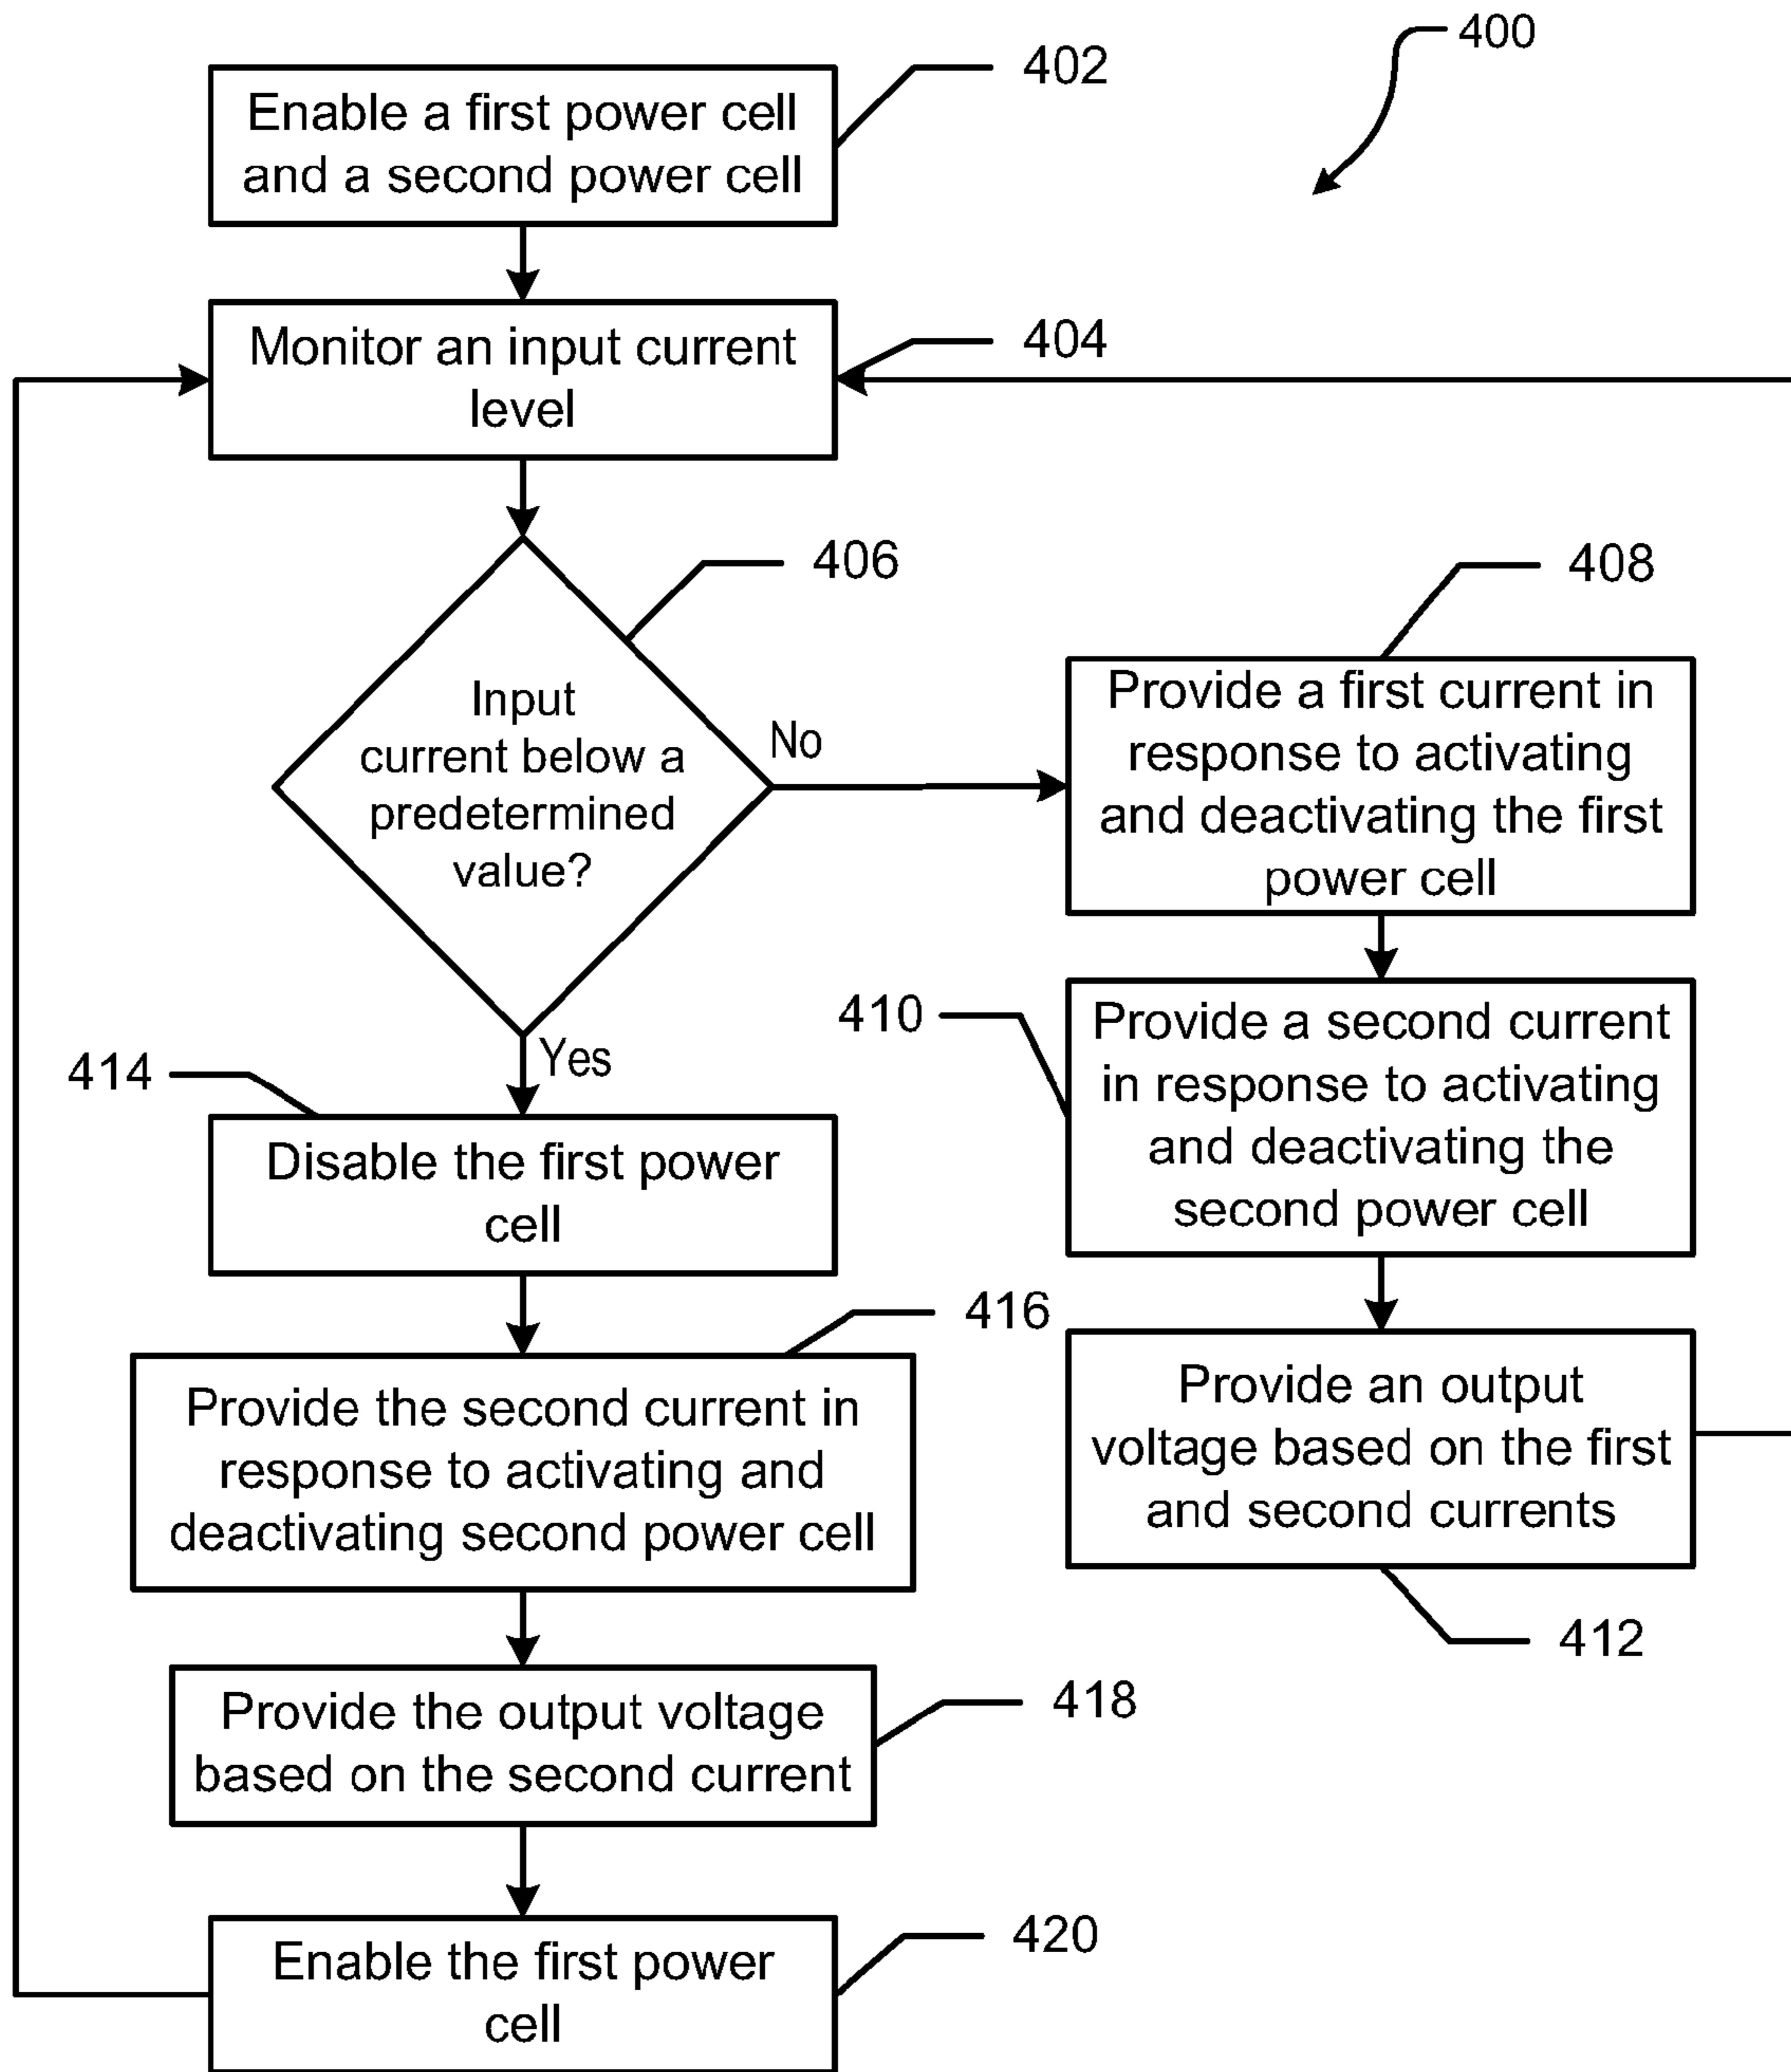 400
402
Enable a first power cell
and a second power cell
404
Monitor an input current
level
406
Input
current below a
predetermined
value?
No
408
Provide a first current in
response to activating
and deactivating the first
power cell
410
Provide a second current
in response to activating
and deactivating the
second power cell
Provide an output
voltage based on the first
and second currents
412
Yes
414
Disable the first power
cell
416
Provide the second current in
response to activating and
deactivating second power cell
418
Provide the output voltage
based on the second current
420
Enable the first power
cell